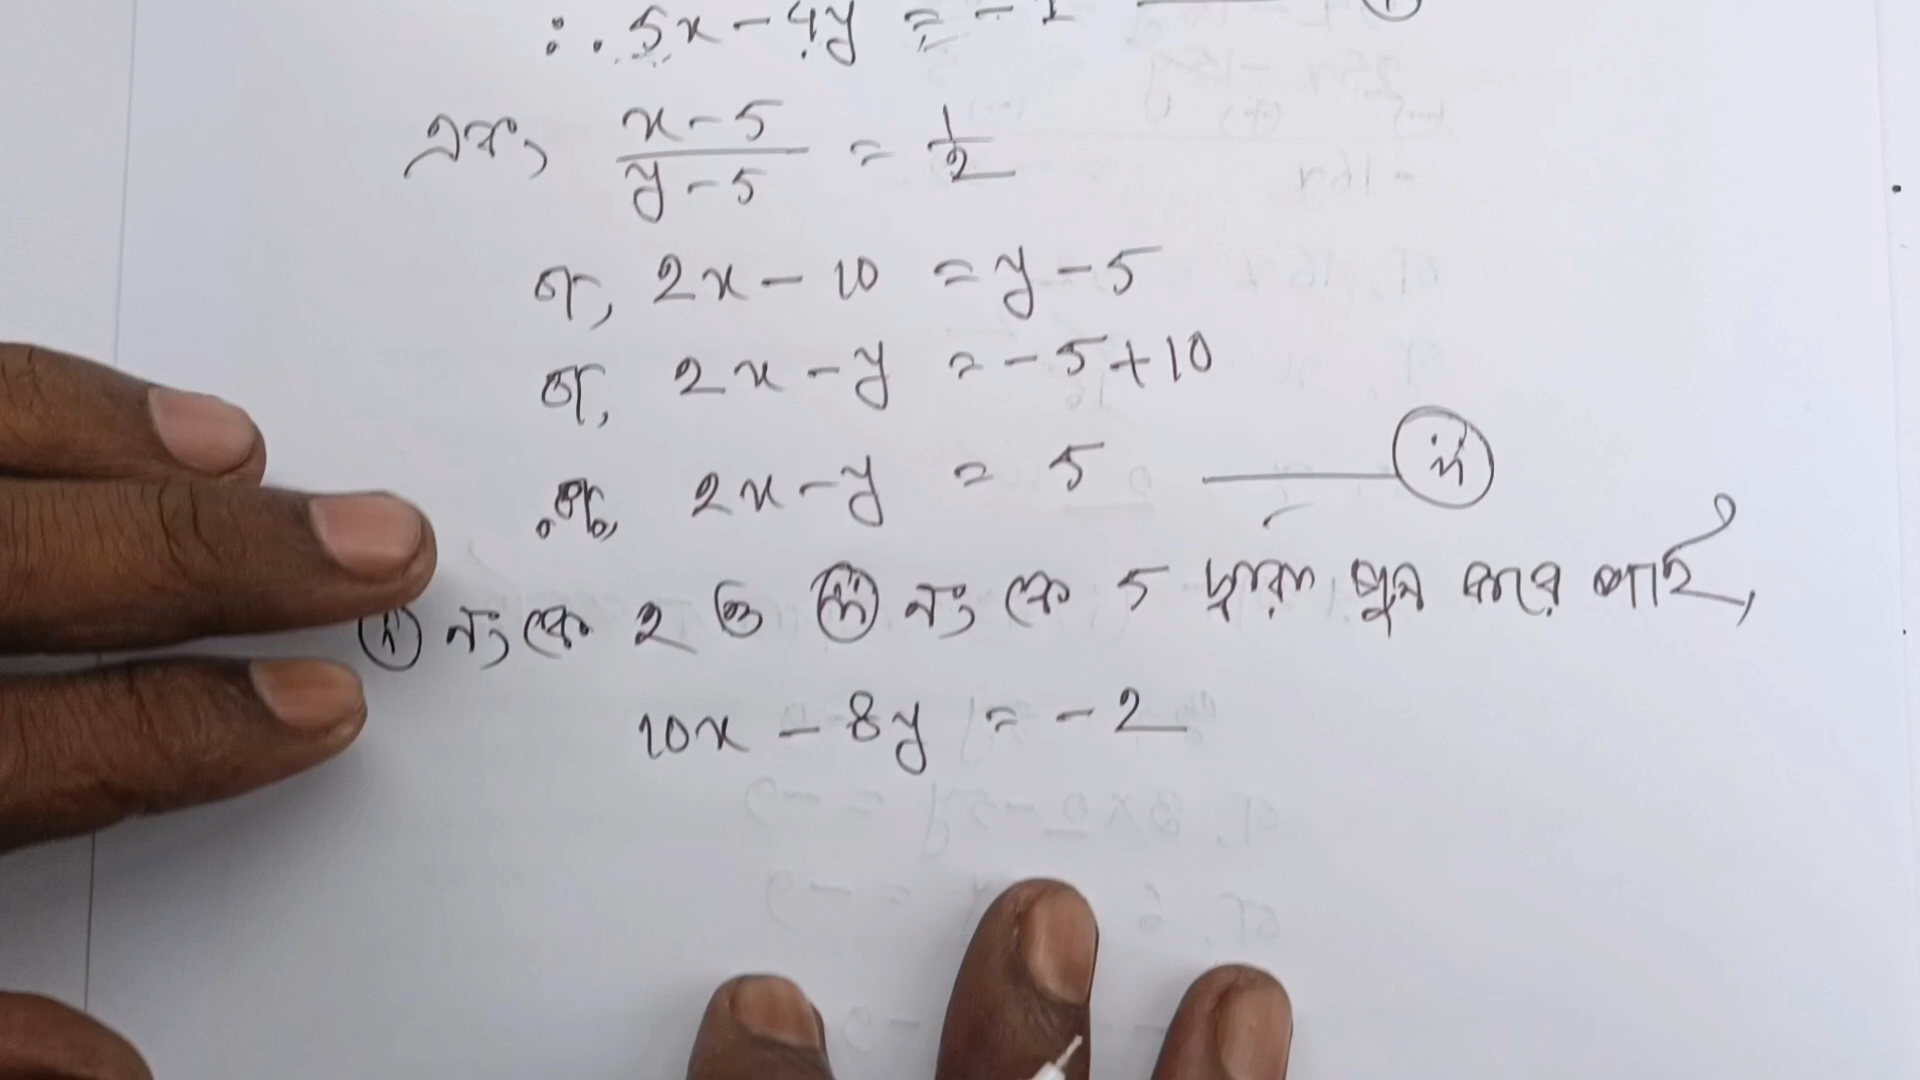 ∴ 5x - 4y = -1 ——— (i)
এবং, (x-5)/(y-5) = 1/2
বা, 2x - 10 = y - 5
বা, 2x - y = -5 + 10
∴ 2x - y = 5 ——— (ii)
(i) নং কে 2 ও (ii) নং কে 5 দ্বারা গুন করে পাই,
10x - 8y = -2